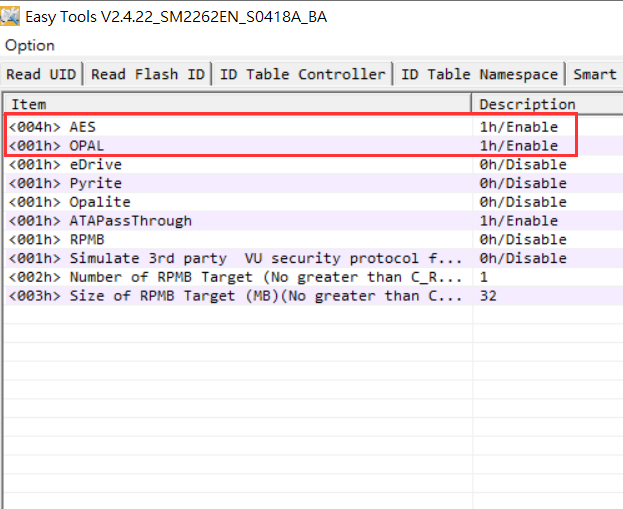 Easy Tools V2.4.22_SM2262EN_S0418A_BA
Option
Read UID Read Flash ID ID Table Controller ID Table Namespace Smart
Item Description
<004h> AES 1h/Enable
<001h> OPAL 1h/Enable
<001h> eDrive 0h/Disable
<001h> Pyrite 0h/Disable
<001h> Opalite 0h/Disable
<001h> ATAPassThrough 1h/Enable
<001h> RPMB 0h/Disable
<001h> Simulate 3rd party  VU security protocol f... 0h/Disable
<002h> Number of RPMB Target (No greater than C_R... 1
<003h> Size of RPMB Target (MB)(No greater than C... 32